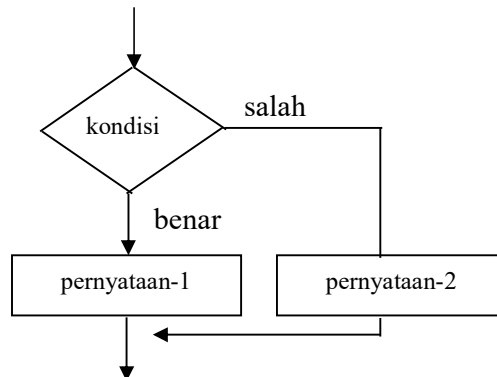 kondisi
salah
benar
pernyataan-1
pernyataan-2